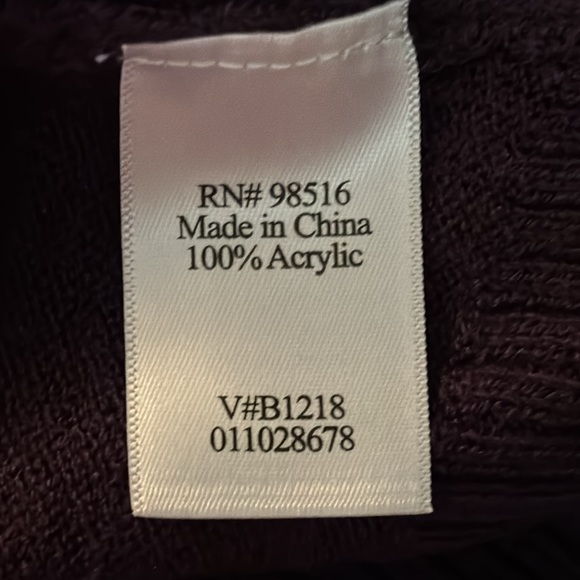 RN# 98516
Made in China
100% Acrylic
V#B1218
011028678